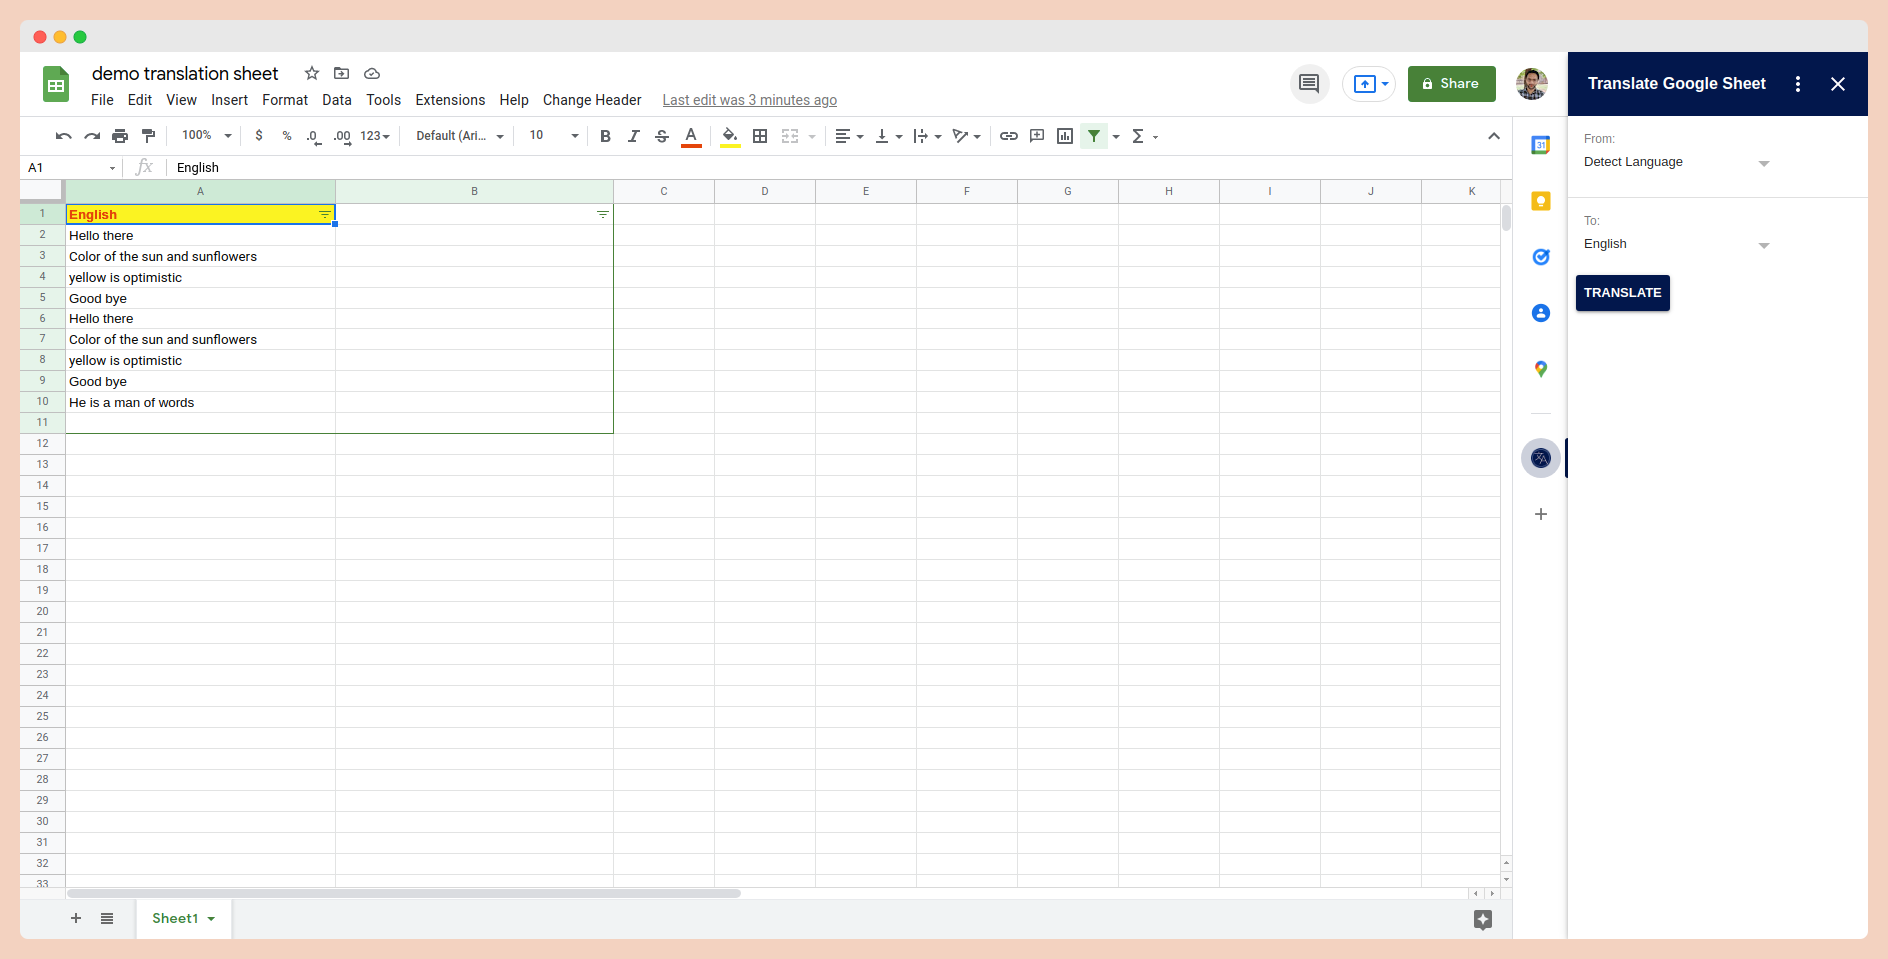 demo translation sheet
File Edit View Insert Format Data Tools Extensions Help Change Header Last edit was 3 minutes ago
Share
Translate Google Sheet
100% $ % .0 .00 123 Default (Ari... 10 B I S A Σ
A1 fx English
A B C D E F G H I J K
1 English
2 Hello there
3 Color of the sun and sunflowers
4 yellow is optimistic
5 Good bye
6 Hello there
7 Color of the sun and sunflowers
8 yellow is optimistic
9 Good bye
10 He is a man of words
11
12
13
14
15
16
17
18
19
20
21
22
23
24
25
26
27
28
29
30
31
32
33
Sheet1
31
From:
Detect Language
To:
English
TRANSLATE